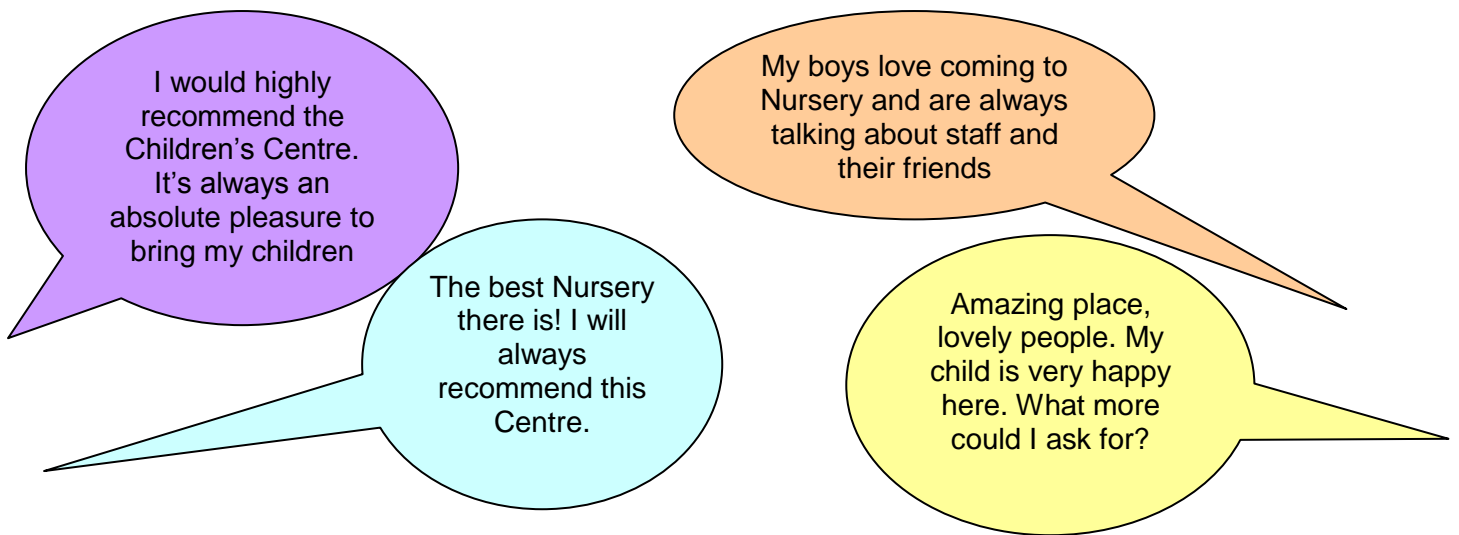 I would highly
recommend the
Children’s Centre.
It’s always an
absolute pleasure to
bring my children
My boys love coming to
Nursery and are always
talking about staff and
their friends
The best Nursery
there is! I will
always
recommend this
Centre.
Amazing place,
lovely people. My
child is very happy
here. What more
could I ask for?